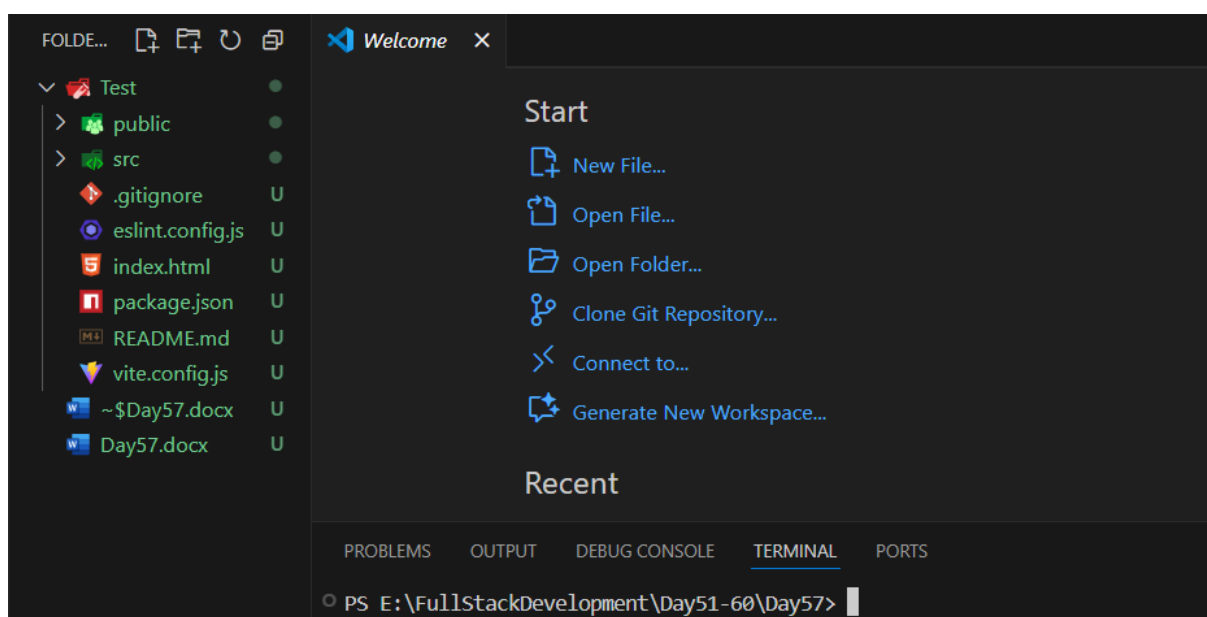 FOLDE...
Test
public
src
.gitignore U
eslint.config.js U
index.html U
package.json U
README.md U
vite.config.js U
~$Day57.docx U
Day57.docx U
Welcome
Start
New File...
Open File...
Open Folder...
Clone Git Repository...
Connect to...
Generate New Workspace...
Recent
PROBLEMS OUTPUT DEBUG CONSOLE TERMINAL PORTS
PS E:\FullStackDevelopment\Day51-60\Day57>